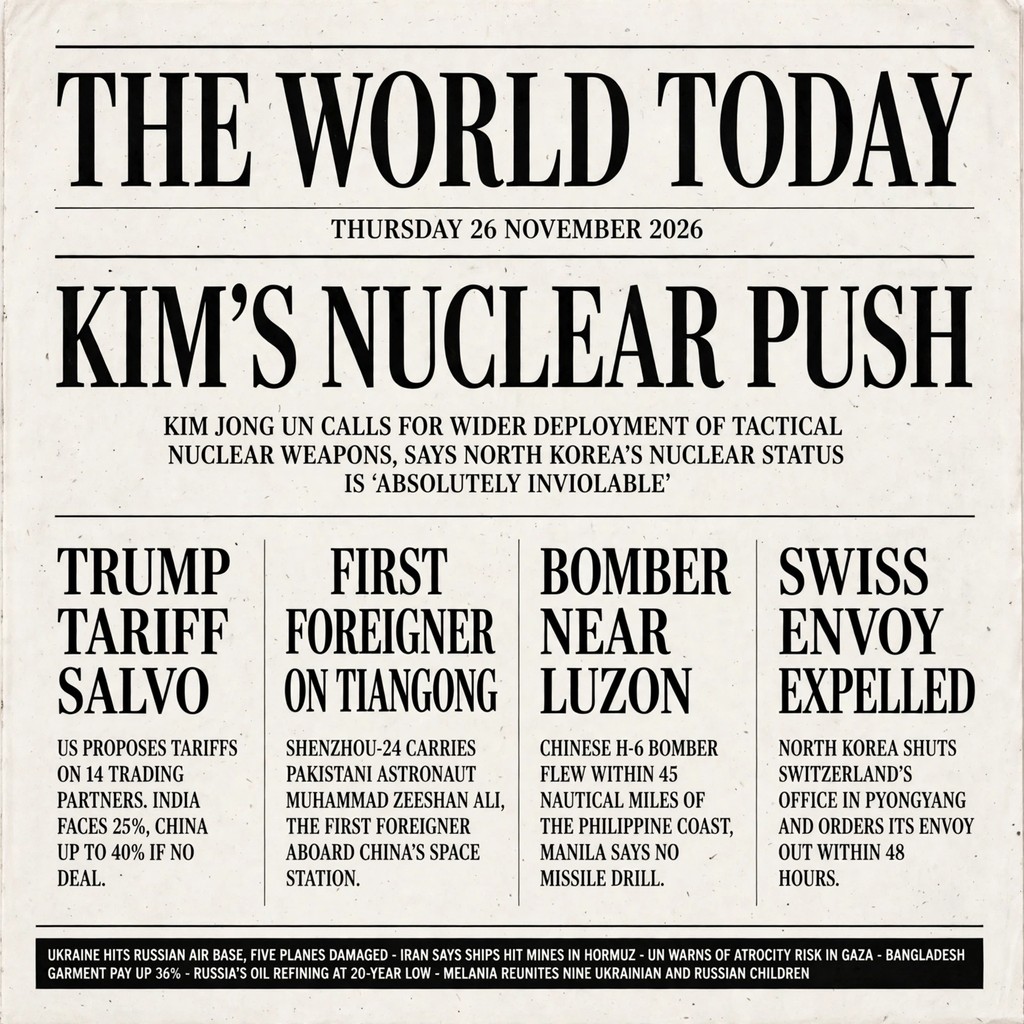 THE WORLD TODAY
THURSDAY 26 NOVEMBER 2026
KIM'S NUCLEAR PUSH
KIM JONG UN CALLS FOR WIDER DEPLOYMENT OF TACTICAL
NUCLEAR WEAPONS, SAYS NORTH KOREA'S NUCLEAR STATUS
IS 'ABSOLUTELY INVIOLABLE'
TRUMP
TARIFF
SALVO
US PROPOSES TARIFFS
ON 14 TRADING
PARTNERS. INDIA
FACES 25%, CHINA
UP TO 40% IF NO
DEAL.
FIRST
FOREIGNER
ON TIANGONG
SHENZHOU-24 CARRIES
PAKISTANI ASTRONAUT
MUHAMMAD ZEESHAN ALI,
THE FIRST FOREIGNER
ABOARD CHINA'S SPACE
STATION.
BOMBER
NEAR
LUZON
CHINESE H-6 BOMBER
FLEW WITHIN 45
NAUTICAL MILES OF
THE PHILIPPINE COAST,
MANILA SAYS NO
MISSILE DRILL.
SWISS
ENVOY
EXPELLED
NORTH KOREA SHUTS
SWITZERLAND'S
OFFICE IN PYONGYANG
AND ORDERS ITS ENVOY
OUT WITHIN 48
HOURS.
UKRAINE HITS RUSSIAN AIR BASE, FIVE PLANES DAMAGED - IRAN SAYS SHIPS HIT MINES IN HORMUZ - UN WARNS OF ATROCITY RISK IN GAZA - BANGLADESH
GARMENT PAY UP 36% - RUSSIA'S OIL REFINING AT 20-YEAR LOW - MELANIA REUNITES NINE UKRAINIAN AND RUSSIAN CHILDREN